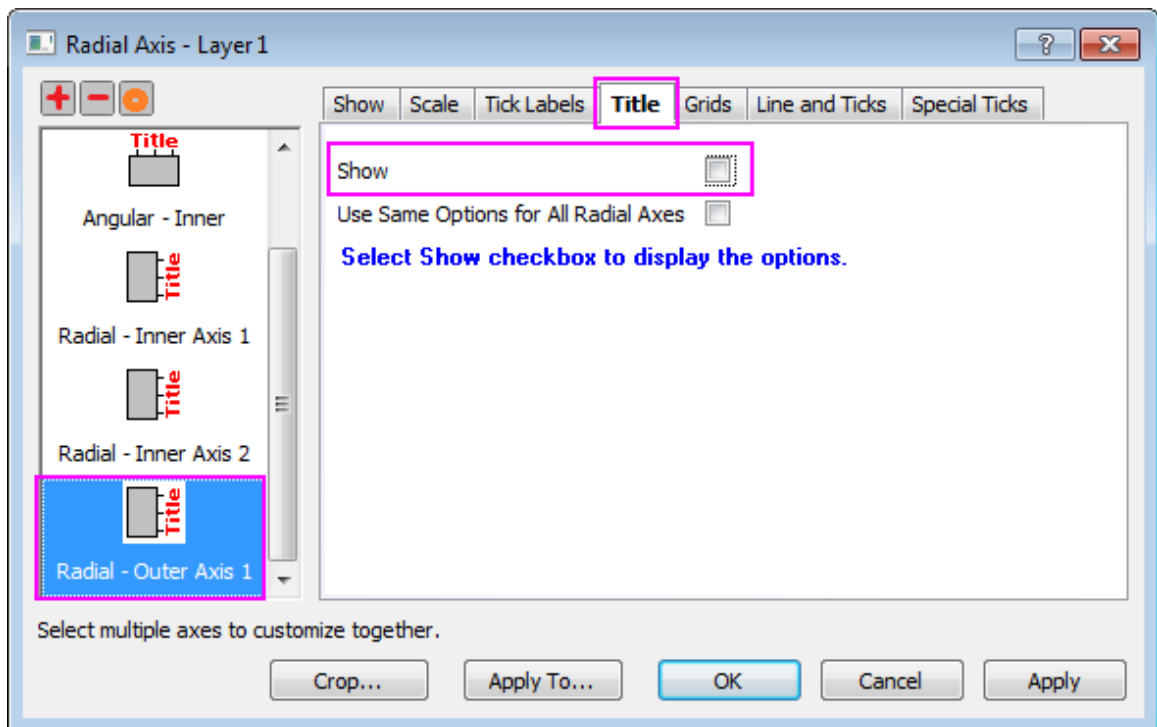 Radial Axis - Layer 1
?
Show Scale Tick Labels Title Grids Line and Ticks Special Ticks
Title
Angular - Inner
Title
Radial - Inner Axis 1
Title
Radial - Inner Axis 2
Title
Radial - Outer Axis 1
Show
Use Same Options for All Radial Axes
Select Show checkbox to display the options.
Select multiple axes to customize together.
Crop... Apply To... OK Cancel Apply